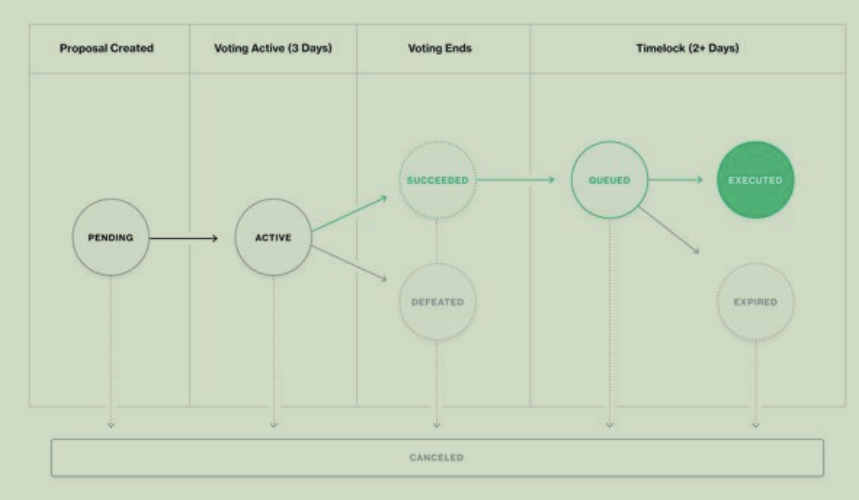 Proposal Created
Voting Active (3 Days)
Voting Ends
Timelock (2+ Days)
SUCCEEDED
QUEUED
EXECUTED
PENDING
ACTIVE
DEFEATED
EXPIRED
CANCELED